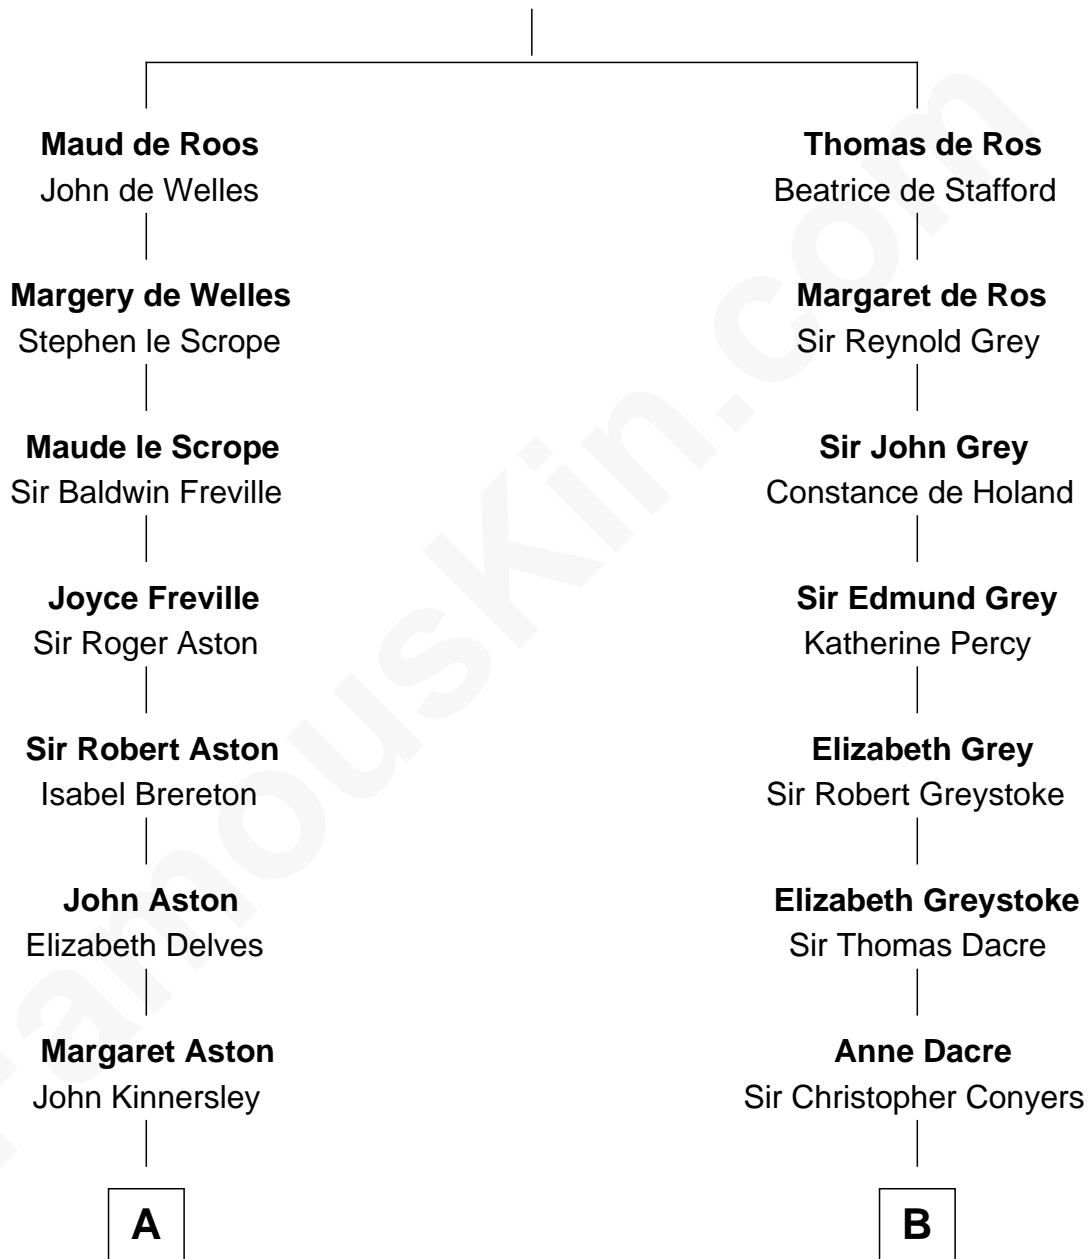 Maud de Roos
John de Welles
Margery de Welles
Stephen le Scrope
Maude le Scrope
Sir Baldwin Freville
Joyce Freville
Sir Roger Aston
Sir Robert Aston
Isabel Brereton
John Aston
Elizabeth Delves
Margaret Aston
John Kinnersley
A
Thomas de Ros
Beatrice de Stafford
Margaret de Ros
Sir Reynold Grey
Sir John Grey
Constance de Holand
Sir Edmund Grey
Katherine Percy
Elizabeth Grey
Sir Robert Greystoke
Elizabeth Greystoke
Sir Thomas Dacre
Anne Dacre
Sir Christopher Conyers
B
FamousKin.com